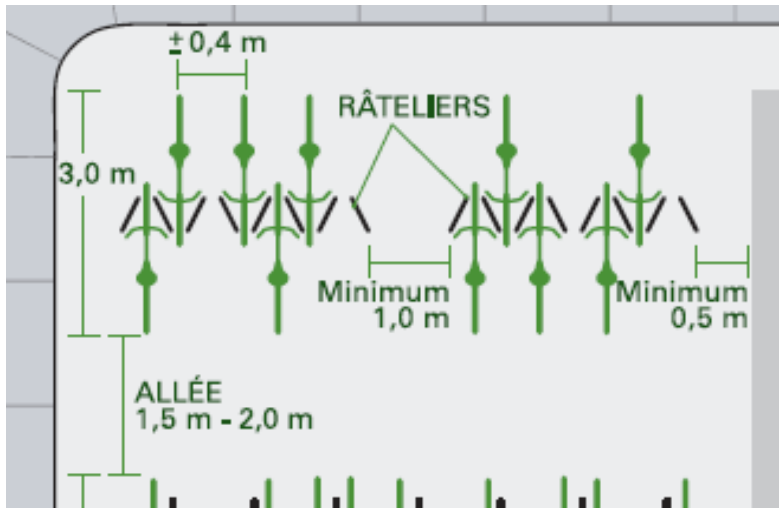 ± 0,4 m
RÂTELIERS
3,0 m
Minimum
1,0 m
Minimum
0,5 m
ALLÉE
1,5 m - 2,0 m